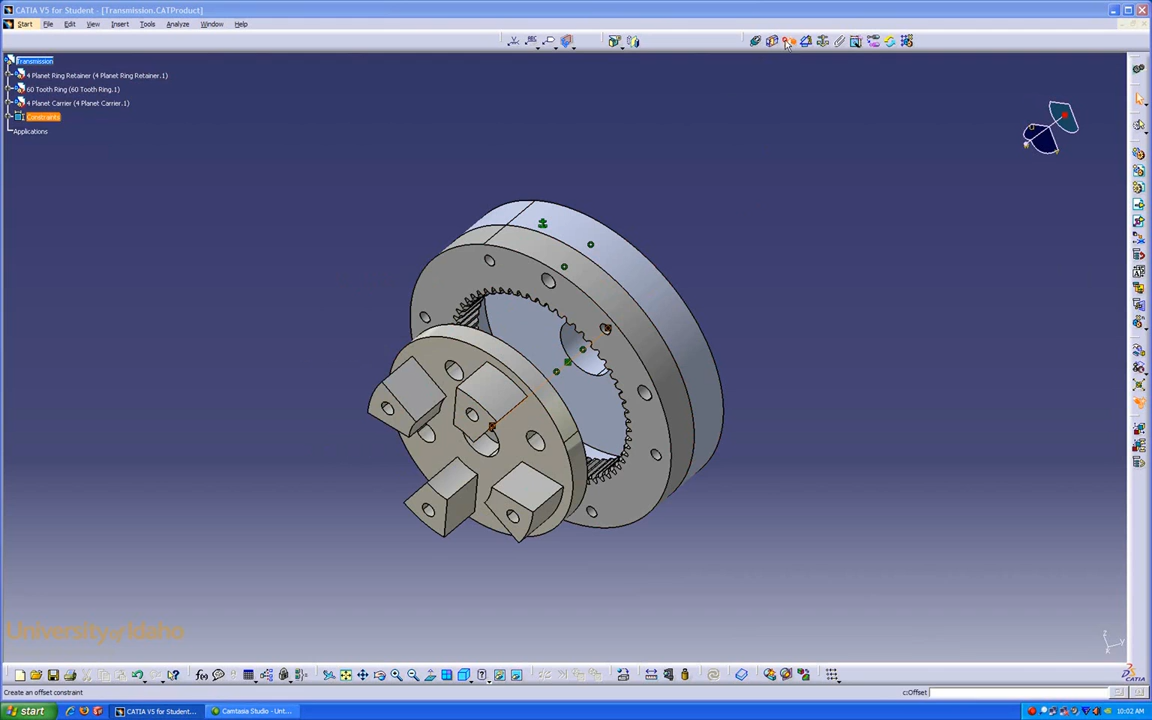 CATIA V5 for Student - [Transmission.CATProduct]
Start File Edit View Insert Tools Analyze Window Help
Transmission
4 Planet Ring Retainer (4 Planet Ring Retainer.1)
60 Tooth Ring (60 Tooth Ring.1)
4 Planet Carrier (4 Planet Carrier.1)
Constraints
Applications
University of Idaho
z
y
CATIA
Create an offset constraint
c:Offset
start
CATIA V5 for Student...
Camtasia Studio - Unt...
10:02 AM